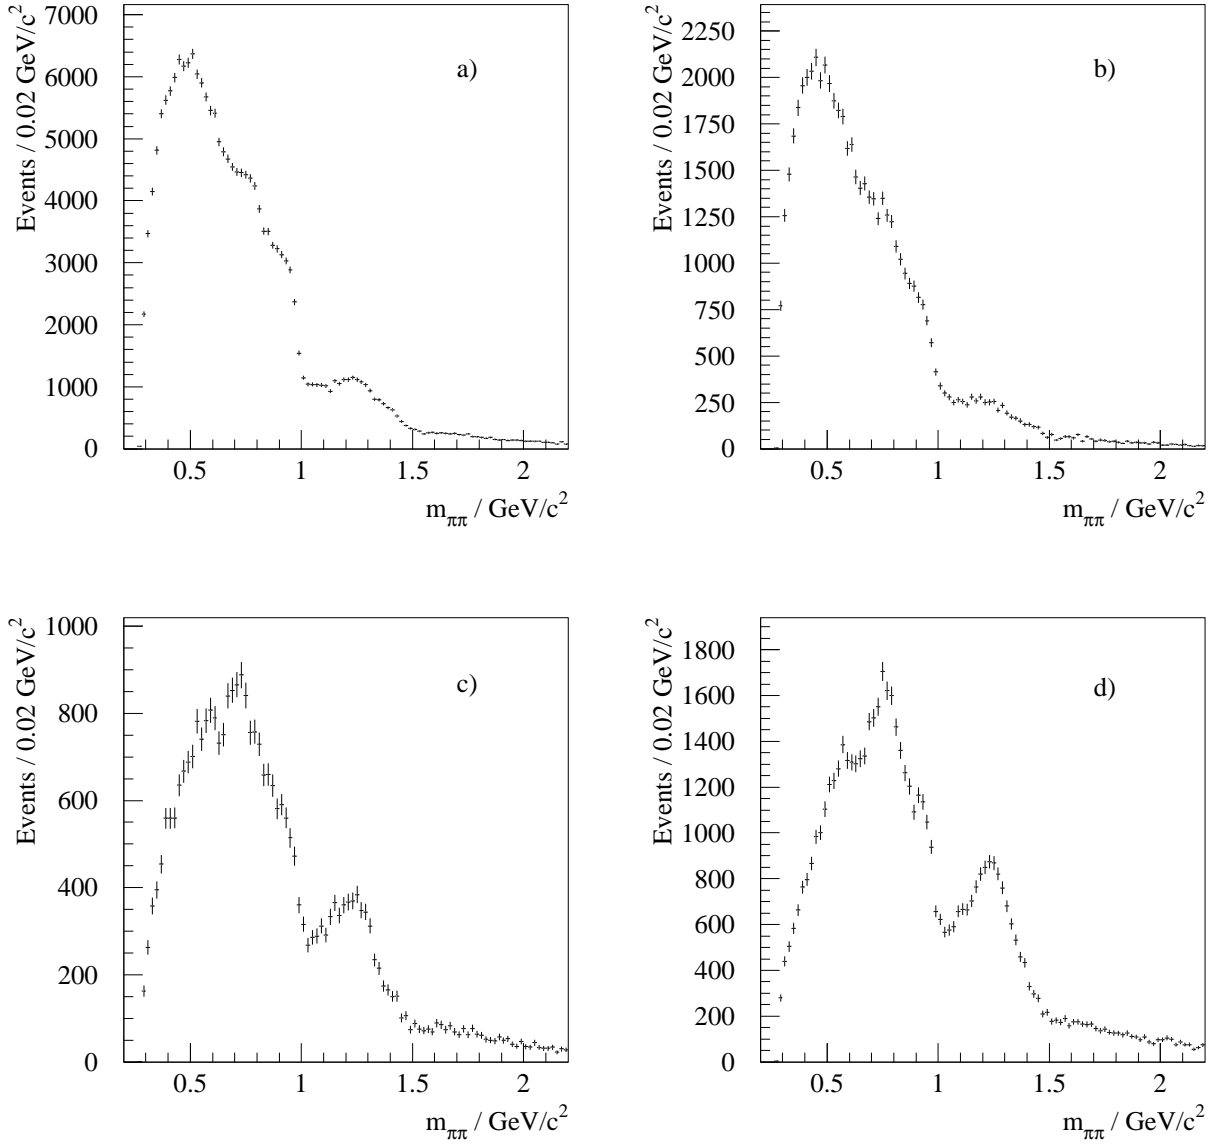 Events / 0.02 GeV/c²
7000
6000
5000
4000
3000
2000
1000
0
a)
0.5 1 1.5 2
m_ππ / GeV/c²
Events / 0.02 GeV/c²
2250
2000
1750
1500
1250
1000
750
500
250
0
b)
0.5 1 1.5 2
m_ππ / GeV/c²
Events / 0.02 GeV/c²
1000
800
600
400
200
0
c)
0.5 1 1.5 2
m_ππ / GeV/c²
Events / 0.02 GeV/c²
1800
1600
1400
1200
1000
800
600
400
200
0
d)
0.5 1 1.5 2
m_ππ / GeV/c²